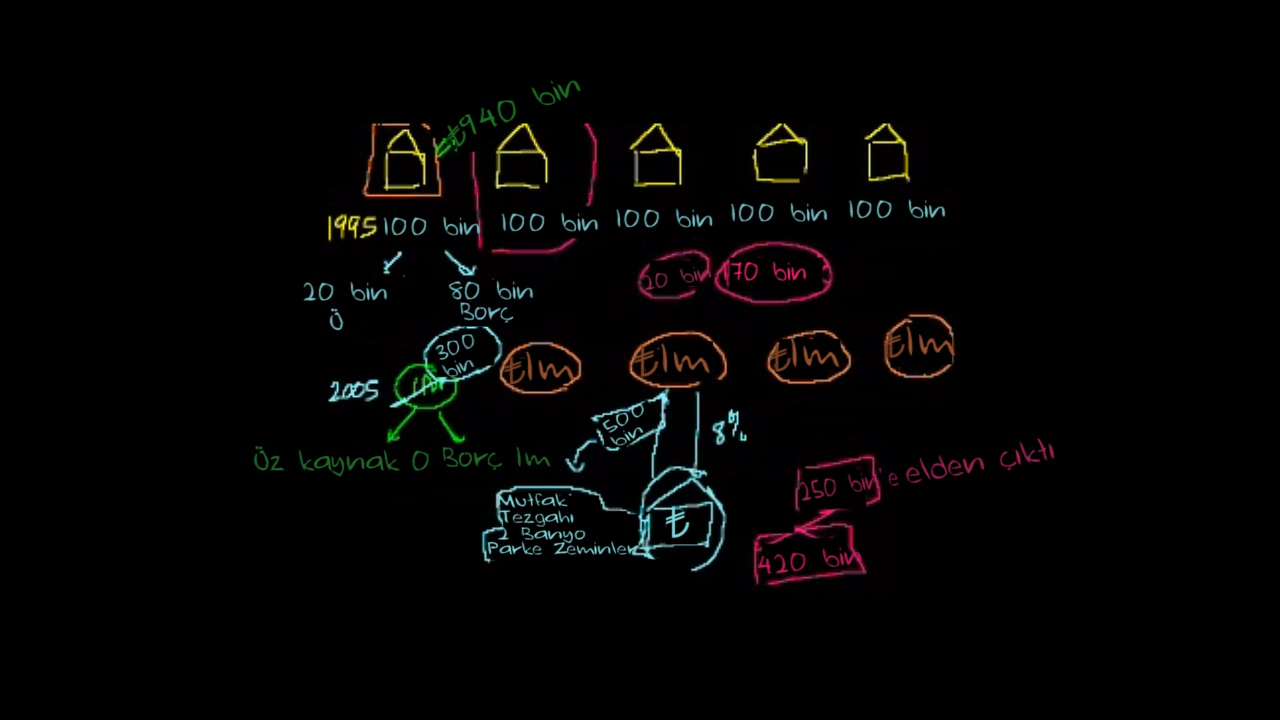 ₺940 bin
1995 100 bin 100 bin 100 bin 100 bin 100 bin
20 bin 80 bin
Ö Borç
20 bin 170 bin
300 bin
2005 1m ₺1m ₺1m ₺1m ₺1m
500 bin
8%
Üz kaynak 0 Borç 1m
250 bin'e elden çıktı
Mutfak
Tezgahı
2 Banyo
Parke Zeminler
₺
420 bin